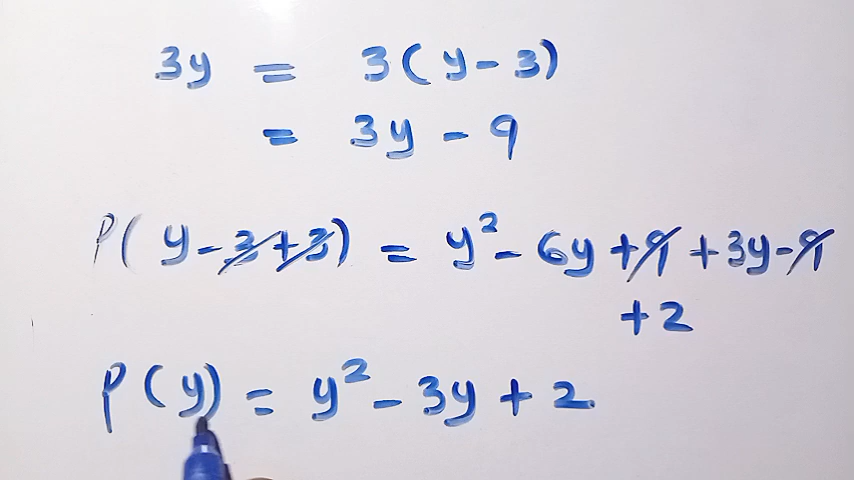 3y = 3(y - 3)
= 3y - 9
P(y - 3 + 3) = y² - 6y + 9 + 3y - 9
+ 2
P(y) = y² - 3y + 2